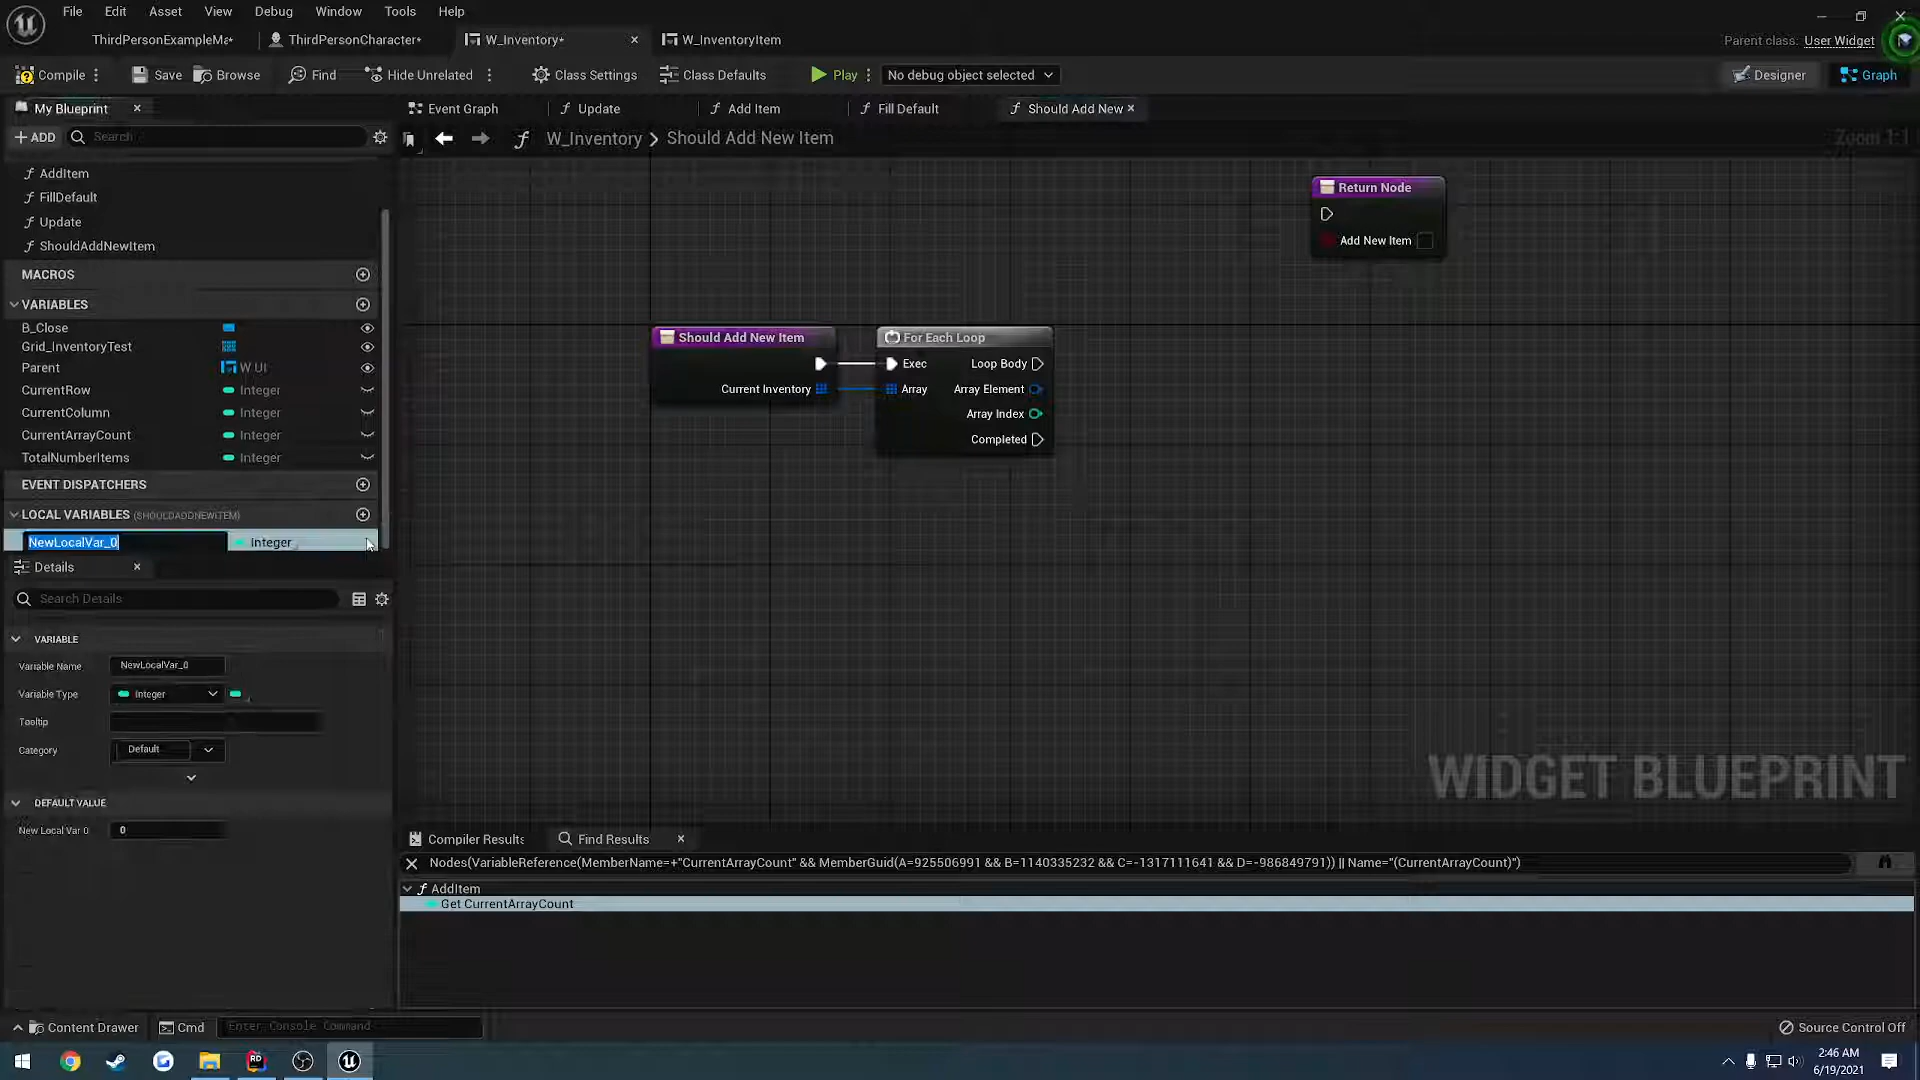 File Edit Asset View Debug Window Tools Help
ThirdPersonExampleMa* ThirdPersonCharacter* W_Inventory* W_InventoryItem
Parent class: User Widget
Compile Save Browse Find Hide Unrelated Class Settings Class Defaults Play No debug object selected Designer Graph
My Blueprint Event Graph Update Add Item Fill Default Should Add New
ADD Search W_Inventory Should Add New Item Zoom 1:1
AddItem
FillDefault
Update
ShouldAddNewItem
MACROS
VARIABLES
B_Close
Grid_InventoryTest
Parent W UI
CurrentRow Integer
CurrentColumn Integer
CurrentArrayCount Integer
TotalNumberItems Integer
EVENT DISPATCHERS
LOCAL VARIABLES (SHOULDADDNEWITEM)
NewLocalVar_0 Integer
Return Node
Add New Item
Should Add New Item
Current Inventory
For Each Loop
Exec Loop Body
Array Array Element
Array Index
Completed
WIDGET BLUEPRINT
Details
Search Details
VARIABLE
Variable Name NewLocalVar_0
Variable Type Integer
Tooltip
Category Default
DEFAULT VALUE
New Local Var 0 0
Compiler Results Find Results
Nodes(VariableReference(MemberName=+"CurrentArrayCount" && MemberGuid(A=925506991 && B=1140335232 && C=-1317111641 && D=-986849791)) || Name="(CurrentArrayCount)")
AddItem
Get CurrentArrayCount
Content Drawer Cmd Enter Console Command Source Control Off
RD
2:46 AM
6/19/2021